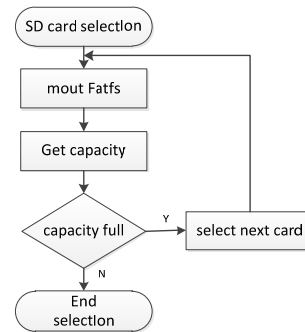 SD card selection
mout Fatfs
Get capacity
capacity full
Y
select next card
N
End
selection